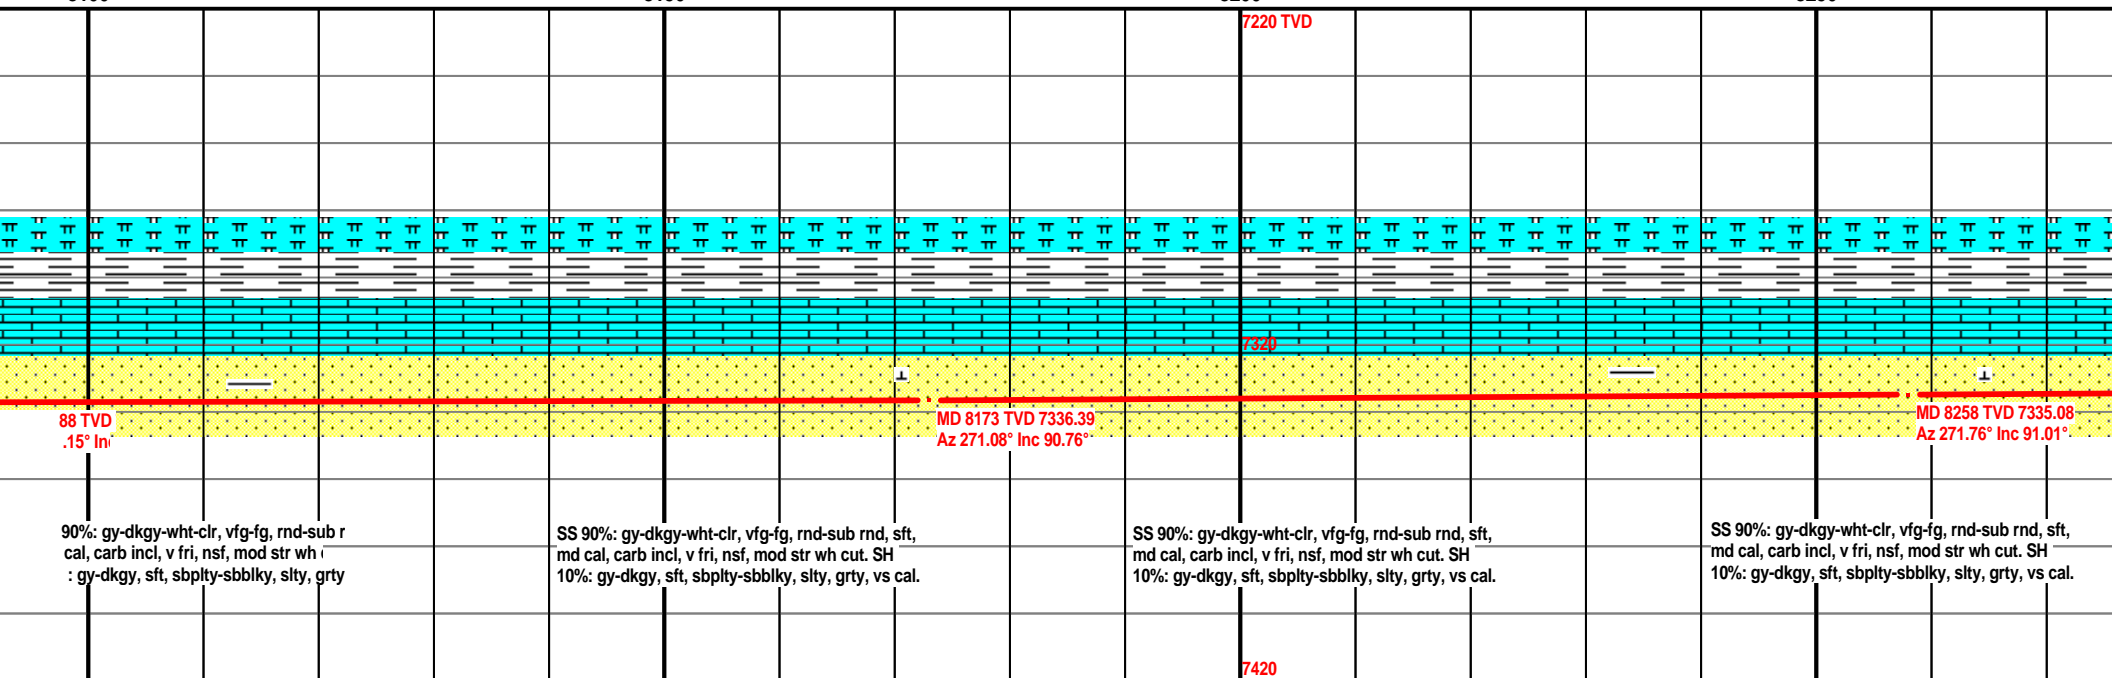 7220 TVD
7320
88 TVD
.15°
MD 8173 TVD 7336.39
Az 271.08° Inc 90.76°
MD 8258 TVD 7335.08
Az 271.76° Inc 91.01°
90%: gy-dkgy-wht-clr, vfg-fg, rnd-sub r
cal, carb incl, v fri, nsf, mod str wh
: gy-dkgy, sft, sbplty-sbblky, slty, grty
SS 90%: gy-dkgy-wht-clr, vfg-fg, rnd-sub rnd, sft,
md cal, carb incl, v fri, nsf, mod str wh cut. SH
10%: gy-dkgy, sft, sbplty-sbblky, slty, grty, vs cal.
SS 90%: gy-dkgy-wht-clr, vfg-fg, rnd-sub rnd, sft,
md cal, carb incl, v fri, nsf, mod str wh cut. SH
10%: gy-dkgy, sft, sbplty-sbblky, slty, grty, vs cal.
SS 90%: gy-dkgy-wht-clr, vfg-fg, rnd-sub rnd, sft,
md cal, carb incl, v fri, nsf, mod str wh cut. SH
10%: gy-dkgy, sft, sbplty-sbblky, slty, grty, vs cal.
7420